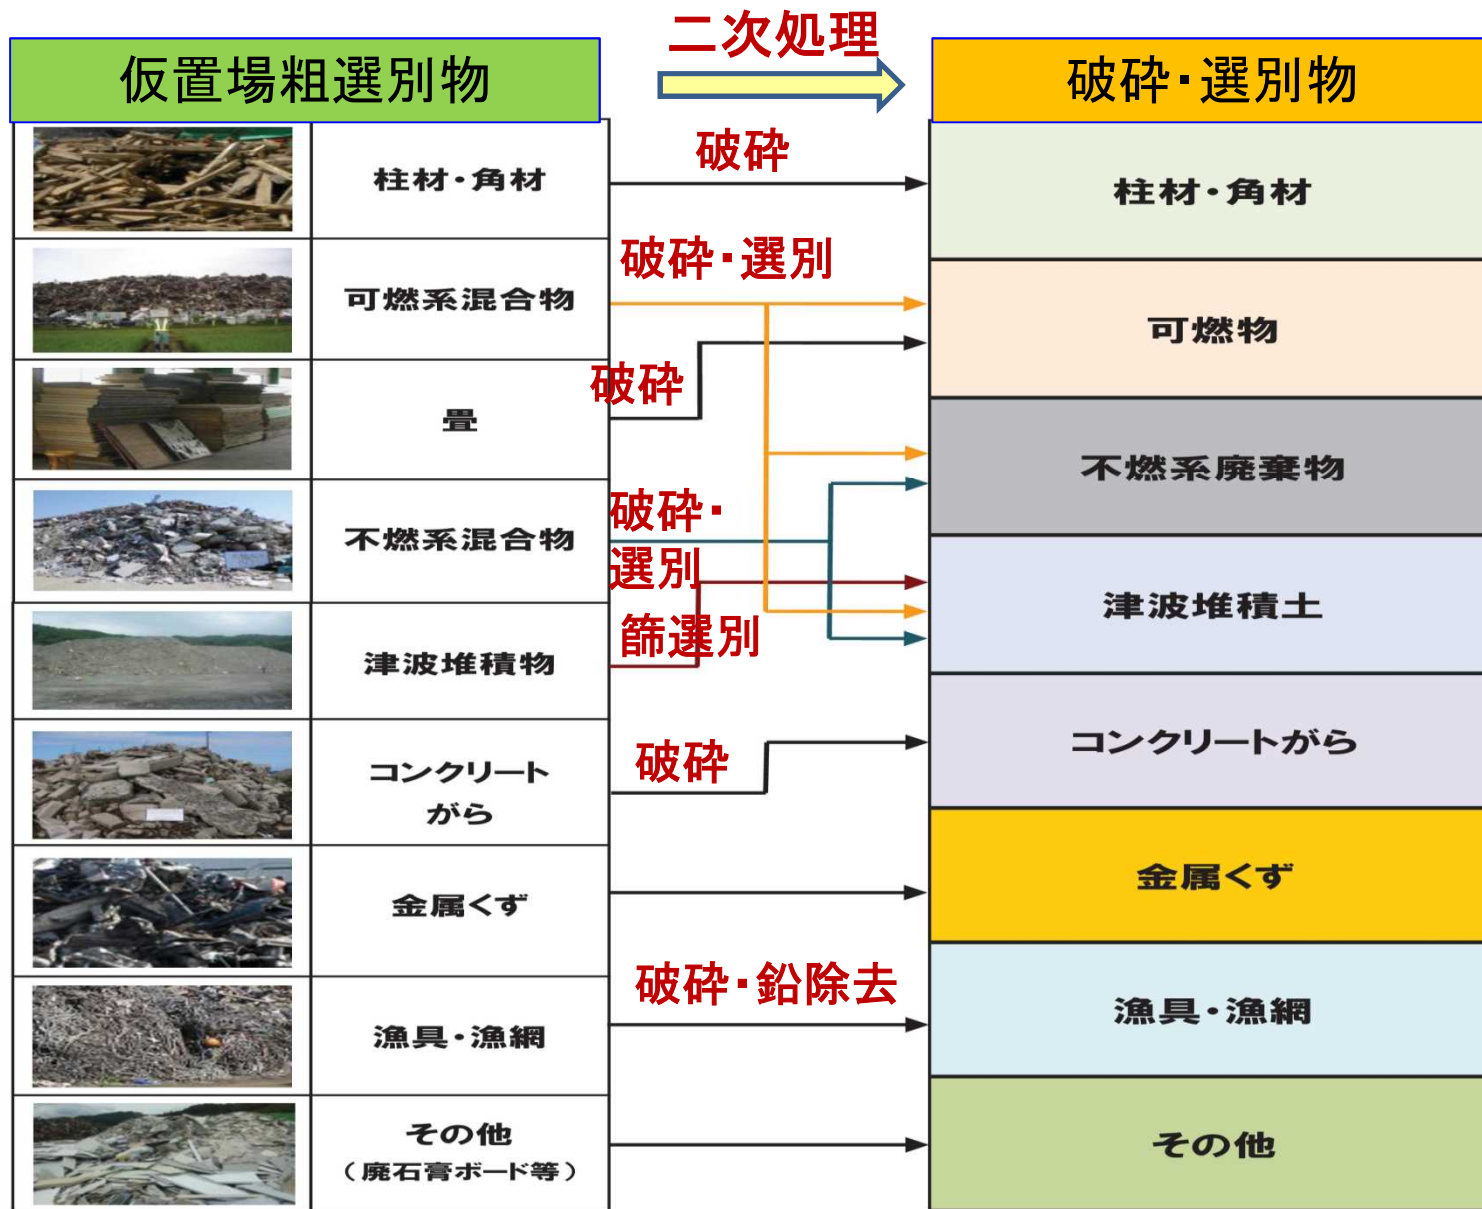 二次処理
仮置場粗選別物
破砕・選別物
柱材・角材
破砕
柱材・角材
可燃系混合物
破砕・選別
可燃物
畳
破砕
不燃系廃棄物
不燃系混合物
破砕・
選別
津波堆積土
津波堆積物
篩選別
コンクリートがら
コンクリート
がら
破砕
金属くず
金属くず
漁具・漁網
破砕・鉛除去
漁具・漁網
その他
（廃石膏ボード等）
その他